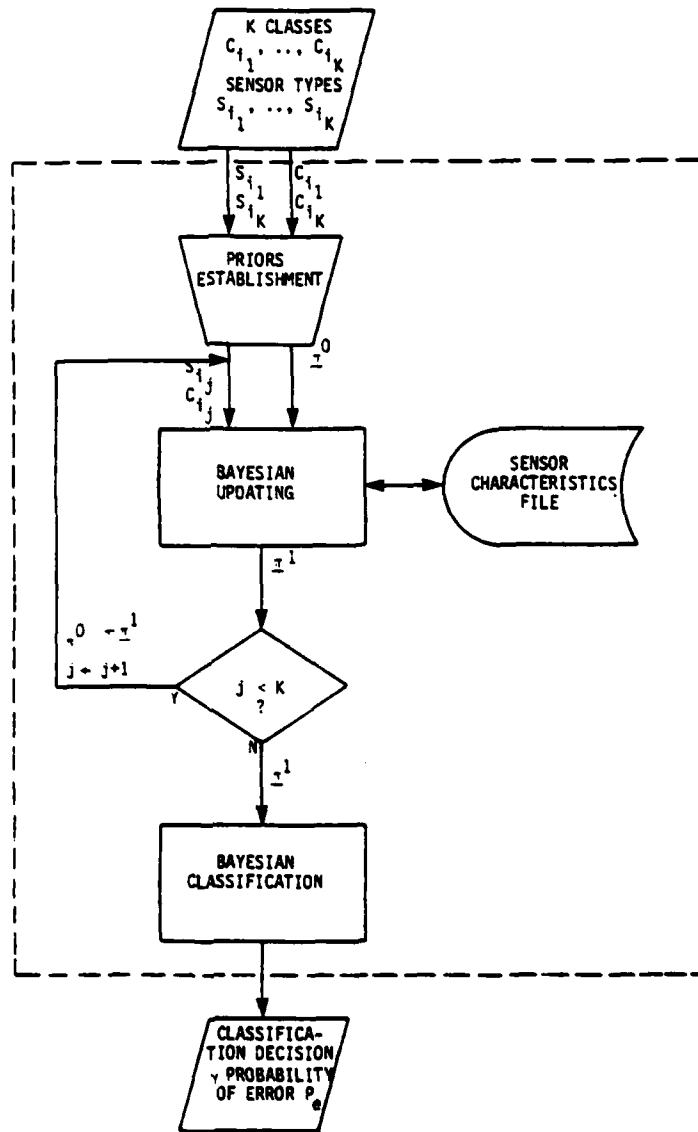 K CLASSES
C_{i_1}, .., C_{i_K}
SENSOR TYPES
S_{i_1}, .., S_{i_K}
S_{i_1} C_{i_1}
S_{i_K} C_{i_K}
PRIORS
ESTABLISHMENT
π^0
S_{i_j}
C_{i_j}
BAYESIAN
UPDATING
SENSOR
CHARACTERISTICS
FILE
π^1
π^0 ← π^1
j ← j+1
Y
j < K
?
N
π^1
BAYESIAN
CLASSIFICATION
CLASSIFICA-
TION DECISION
PROBABILITY
OF ERROR P_e